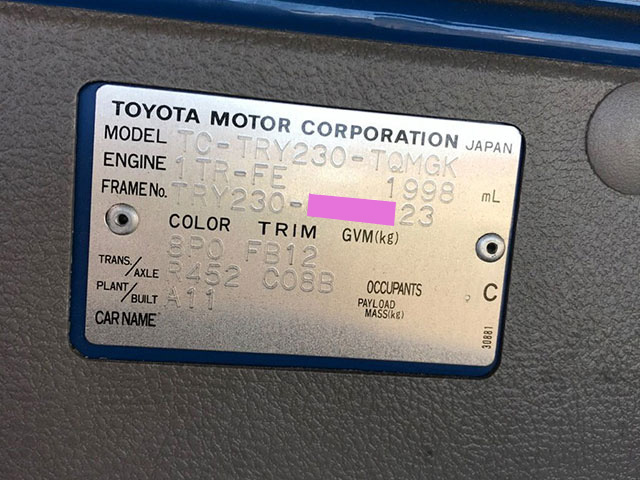 TOYOTA MOTOR CORPORATION JAPAN
MODEL TC-TRY230-TQMGK
ENGINE 1TR-FE 1998 mL
FRAME No. TRY230- 23
COLOR TRIM GVM(kg)
8P0 FB12
TRANS./AXLE R452 C08B OCCUPANTS C
PLANT/BUILT A11 PAYLOAD MASS(kg)
CAR NAME
30881